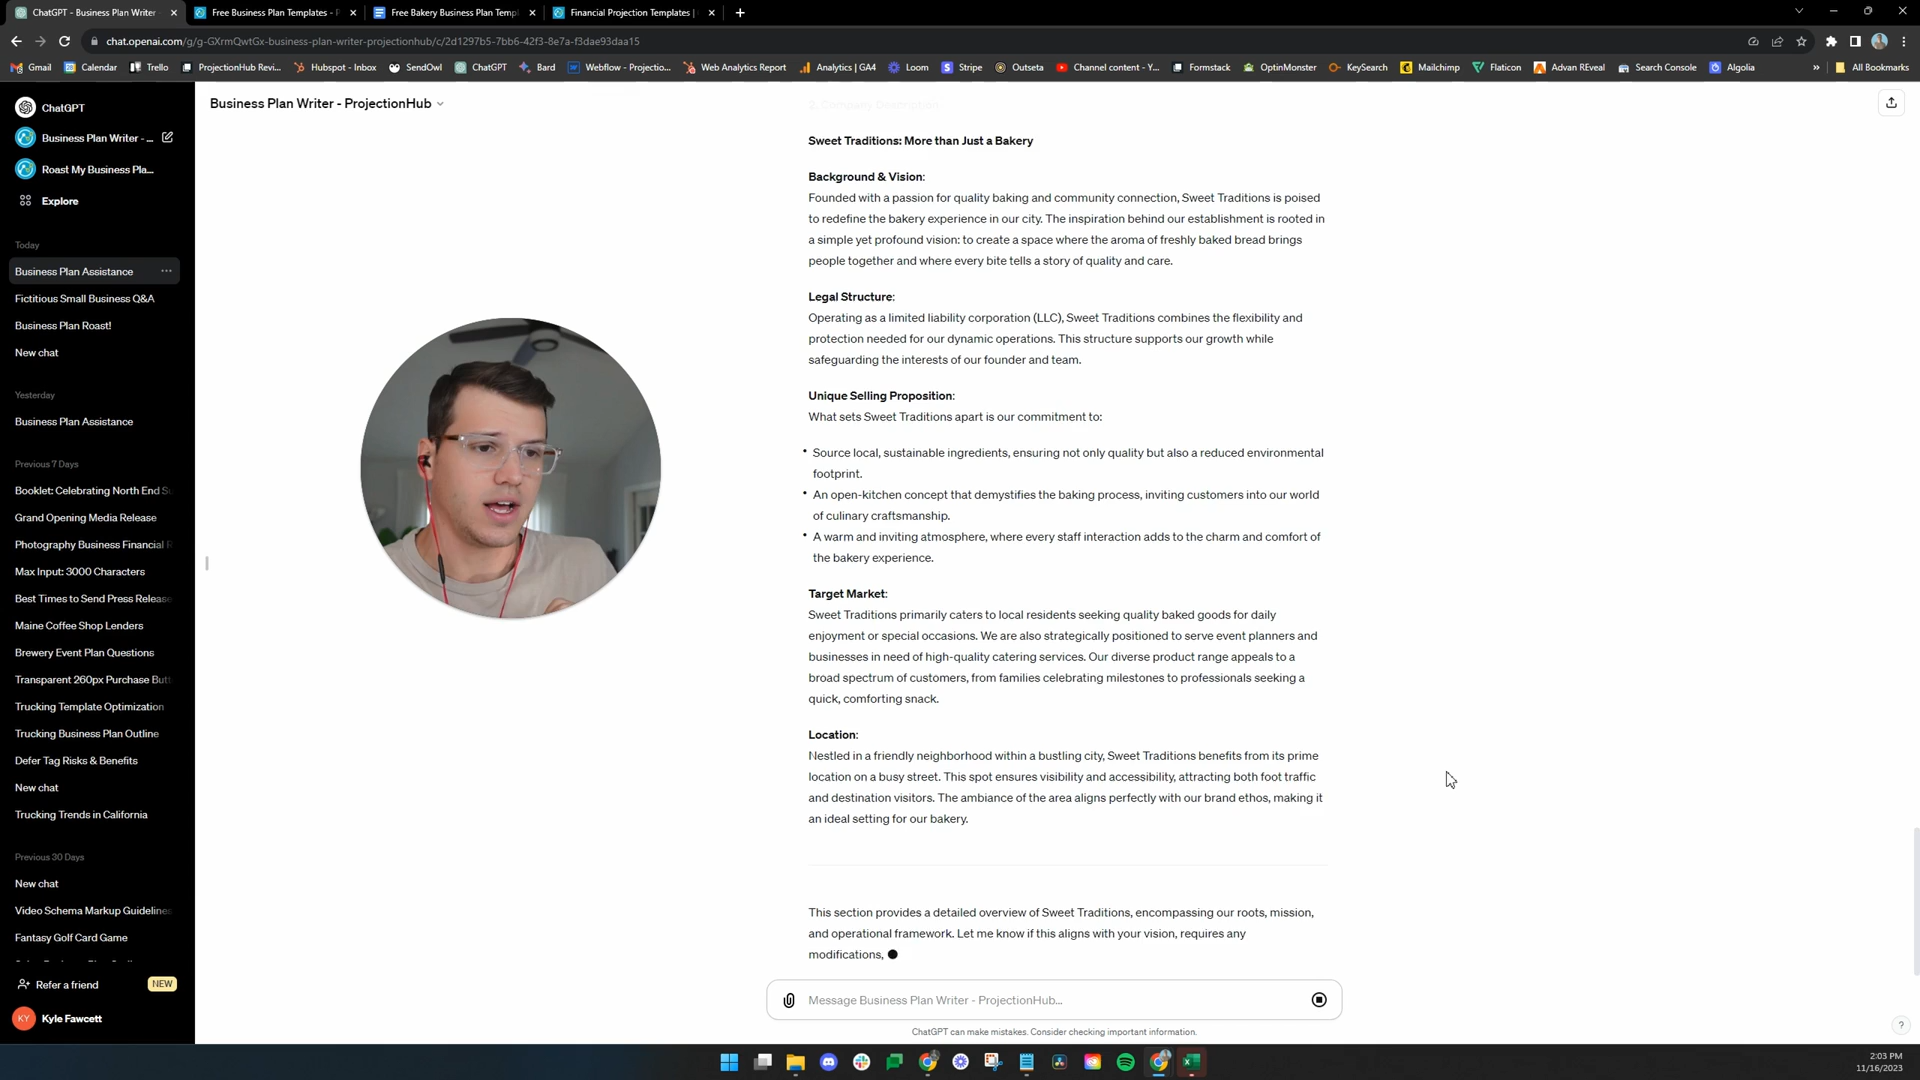 ChatGPT - Business Plan Writer
Free Business Plan Templates - P
Free Bakery Business Plan Templ
Financial Projection Templates |
chat.openai.com/g/g-GXrmQwtGx-business-plan-writer-projectionhub/c/2d1297b5-7bb6-42f3-8e7a-f3dae93daa15
Gmail
Calendar
Trello
ProjectionHub Revi...
Hubspot - Inbox
SendOwl
ChatGPT
Bard
Webflow - Projectio...
Web Analytics Report
Analytics | GA4
Loom
Stripe
Outseta
Channel content - Y...
Formstack
OptinMonster
KeySearch
Mailchimp
Flaticon
Advan REveal
Search Console
Algolia
»
All Bookmarks
ChatGPT
Business Plan Writer - ...
Roast My Business Pla...
Explore
Today
Business Plan Assistance
Fictitious Small Business Q&A
Business Plan Roast!
New chat
Yesterday
Business Plan Assistance
Previous 7 Days
Booklet: Celebrating North End S
Grand Opening Media Release
Photography Business Financial R
Max Input: 3000 Characters
Best Times to Send Press Release
Maine Coffee Shop Lenders
Brewery Event Plan Questions
Transparent 260px Purchase Butt
Trucking Template Optimization
Trucking Business Plan Outline
Defer Tag Risks & Benefits
New chat
Trucking Trends in California
Previous 30 Days
New chat
Video Schema Markup Guidelines
Fantasy Golf Card Game
Refer a friend
NEW
KY
Kyle Fawcett
Business Plan Writer - ProjectionHub
2. Company Description
Sweet Traditions: More than Just a Bakery
Background & Vision:
Founded with a passion for quality baking and community connection, Sweet Traditions is poised
to redefine the bakery experience in our city. The inspiration behind our establishment is rooted in
a simple yet profound vision: to create a space where the aroma of freshly baked bread brings
people together and where every bite tells a story of quality and care.
Legal Structure:
Operating as a limited liability corporation (LLC), Sweet Traditions combines the flexibility and
protection needed for our dynamic operations. This structure supports our growth while
safeguarding the interests of our founder and team.
Unique Selling Proposition:
What sets Sweet Traditions apart is our commitment to:
• Source local, sustainable ingredients, ensuring not only quality but also a reduced environmental
footprint.
• An open-kitchen concept that demystifies the baking process, inviting customers into our world
of culinary craftsmanship.
• A warm and inviting atmosphere, where every staff interaction adds to the charm and comfort of
the bakery experience.
Target Market:
Sweet Traditions primarily caters to local residents seeking quality baked goods for daily
enjoyment or special occasions. We are also strategically positioned to serve event planners and
businesses in need of high-quality catering services. Our diverse product range appeals to a
broad spectrum of customers, from families celebrating milestones to professionals seeking a
quick, comforting snack.
Location:
Nestled in a friendly neighborhood within a bustling city, Sweet Traditions benefits from its prime
location on a busy street. This spot ensures visibility and accessibility, attracting both foot traffic
and destination visitors. The ambiance of the area aligns perfectly with our brand ethos, making it
an ideal setting for our bakery.
This section provides a detailed overview of Sweet Traditions, encompassing our roots, mission,
and operational framework. Let me know if this aligns with your vision, requires any
modifications,
Message Business Plan Writer - ProjectionHub...
ChatGPT can make mistakes. Consider checking important information.
?
2:03 PM
11/16/2023